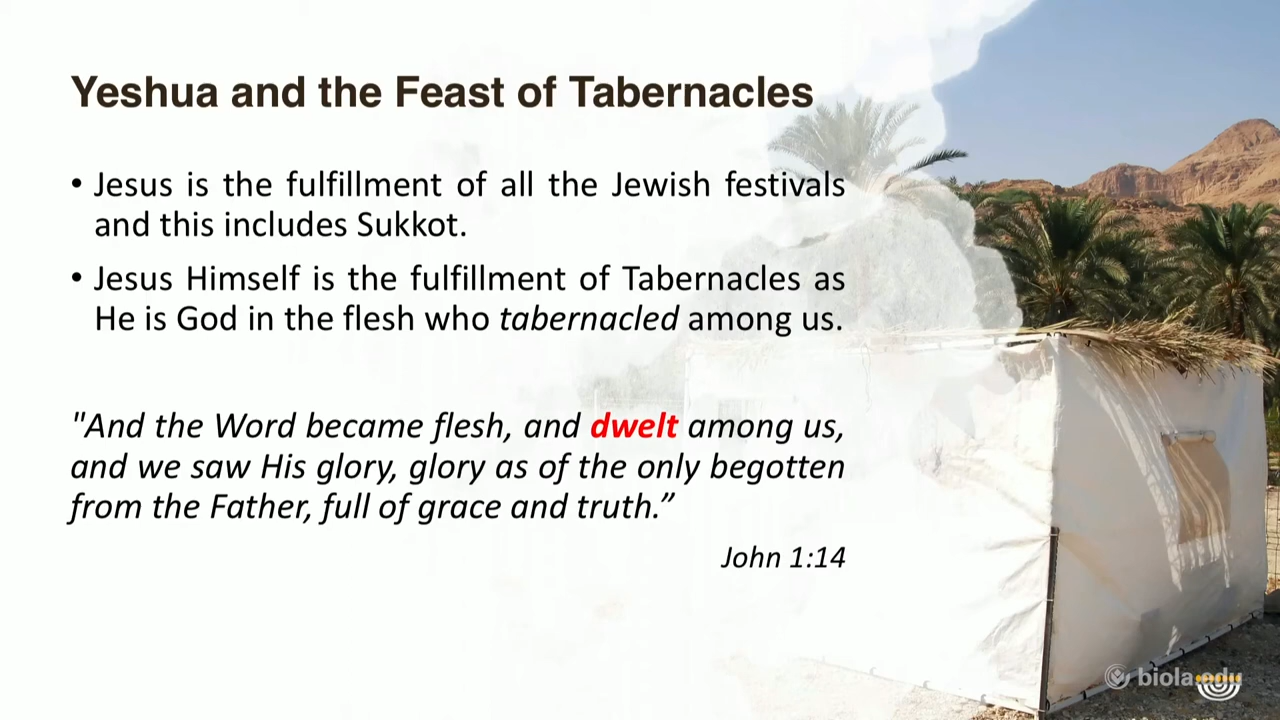 Yeshua and the Feast of Tabernacles
• Jesus is the fulfillment of all the Jewish festivals
and this includes Sukkot.
• Jesus Himself is the fulfillment of Tabernacles as
He is God in the flesh who tabernacled among us.
"And the Word became flesh, and dwelt among us,
and we saw His glory, glory as of the only begotten
from the Father, full of grace and truth.”
John 1:14
biola.edu